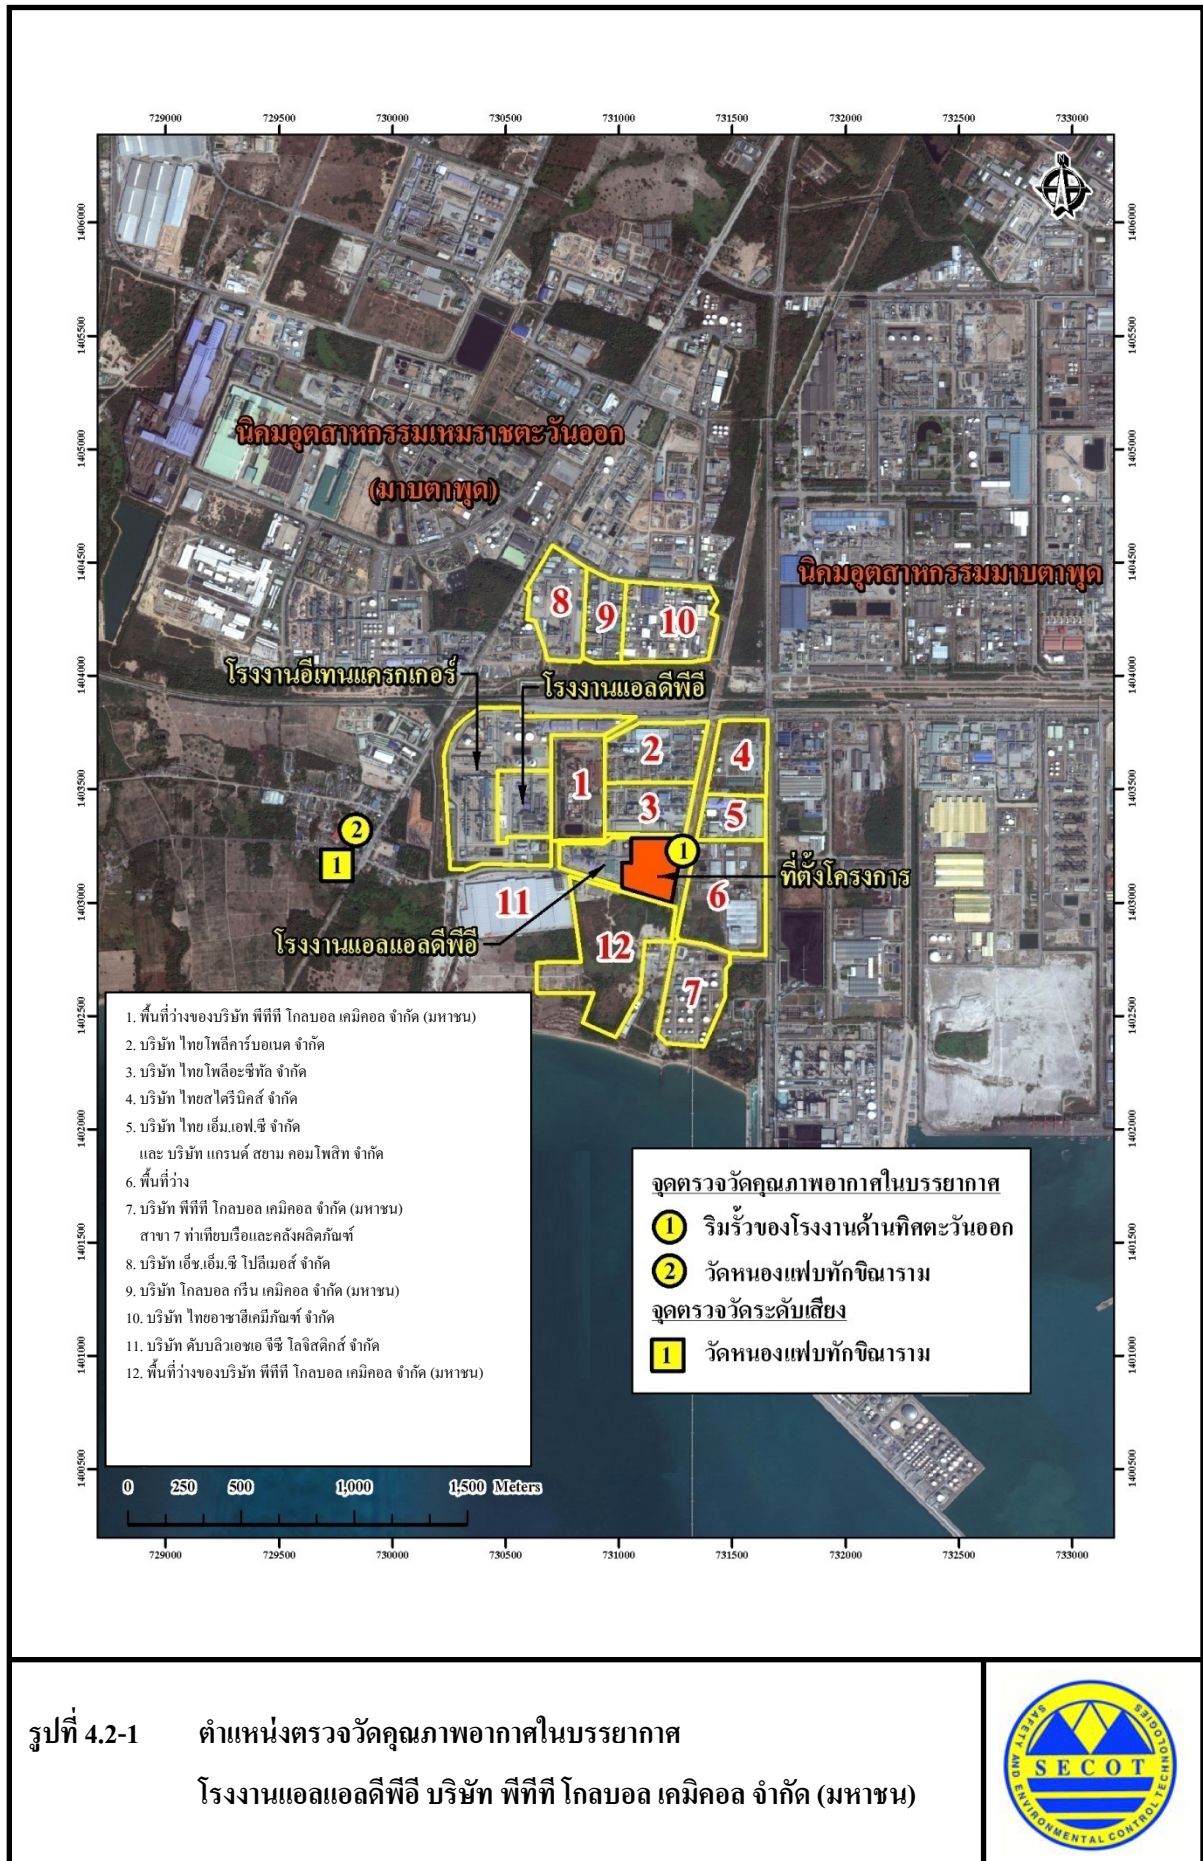 729000 729500 730000 730500 731000 731500 732000 732500 733000
1406000
1405500
1405000
1404500
1404000
1403500
1403000
1402500
1402000
1401500
1401000
1400500
1406000
1405500
1405000
1404500
1404000
1403500
1403000
1402500
1402000
1401500
1401000
1400500
N
นิคมอุตสาหกรรมเหมราชตะวันออก
(มาบตาพุด)
นิคมอุตสาหกรรมมาบตาพุด
8
9
10
โรงงานอีเทนแครกเกอร์
โรงงานแอลดีพีอี
2
4
1
3
5
2
1
1
ที่ตั้งโครงการ
6
11
โรงงานแอลแอลดีพีอี
12
7
1. พื้นที่ว่างของบริษัท พีทีที โกลบอล เคมิคอล จำกัด (มหาชน)
2. บริษัท ไทยโพลีคาร์บอเนต จำกัด
3. บริษัท ไทยโพลีอะซีทัล จำกัด
4. บริษัท ไทยสไตรีนิคส์ จำกัด
5. บริษัท ไทย เอ็ม.เอฟ.ซี จำกัด
และ บริษัท แกรนด์ สยาม คอมโพสิท จำกัด
6. พื้นที่ว่าง
7. บริษัท พีทีที โกลบอล เคมิคอล จำกัด (มหาชน)
สาขา 7 ท่าเทียบเรือและคลังผลิตภัณฑ์
8. บริษัท เอ็ช.เอ็ม.ซี โปลีเมอส์ จำกัด
9. บริษัท โกลบอล กรีน เคมิคอล จำกัด (มหาชน)
10. บริษัท ไทยอาซาฮีเคมีภัณฑ์ จำกัด
11. บริษัท ดับบลิวเอชเอ จีซี โลจิสติกส์ จำกัด
12. พื้นที่ว่างของบริษัท พีทีที โกลบอล เคมิคอล จำกัด (มหาชน)
จุดตรวจวัดคุณภาพอากาศในบรรยากาศ
1 ริมรั้วของโรงงานด้านทิศตะวันออก
2 วัดหนองแฟบทักขิณาราม
จุดตรวจวัดระดับเสียง
1 วัดหนองแฟบทักขิณาราม
0 250 500 1,000 1,500 Meters
729000 729500 730000 730500 731000 731500 732000 732500 733000
รูปที่ 4.2-1 ตำแหน่งตรวจวัดคุณภาพอากาศในบรรยากาศ
โรงงานแอลแอลดีพีอี บริษัท พีทีที โกลบอล เคมิคอล จำกัด (มหาชน)
SAFETY AND ENVIRONMENTAL CONTROL TECHNOLOGIES
SECOT